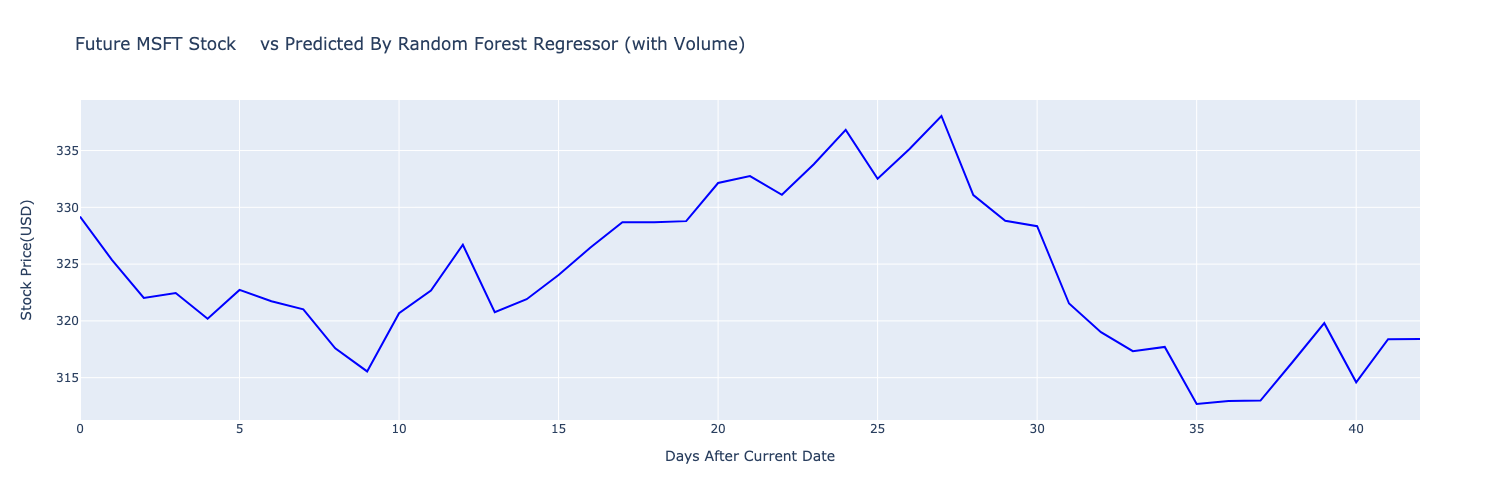 Future MSFT Stock    vs Predicted By Random Forest Regressor (with Volume)
Stock Price(USD)
335
330
325
320
315
0 5 10 15 20 25 30 35 40
Days After Current Date